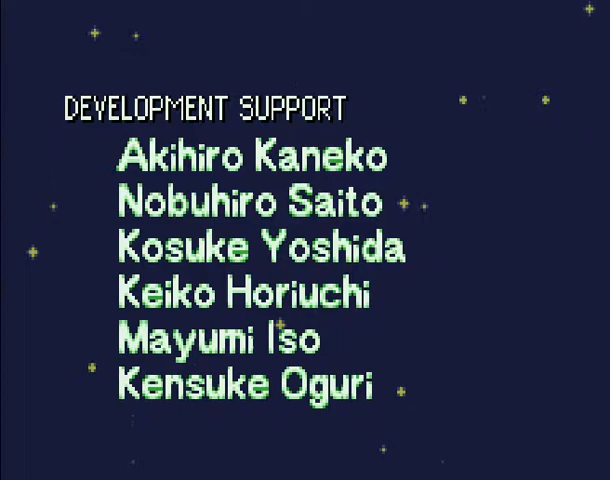 DEVELOPMENT SUPPORT
Akihiro Kaneko
Nobuhiro Saito
Kosuke Yoshida
Keiko Horiuchi
Mayumi Iso
Kensuke Oguri